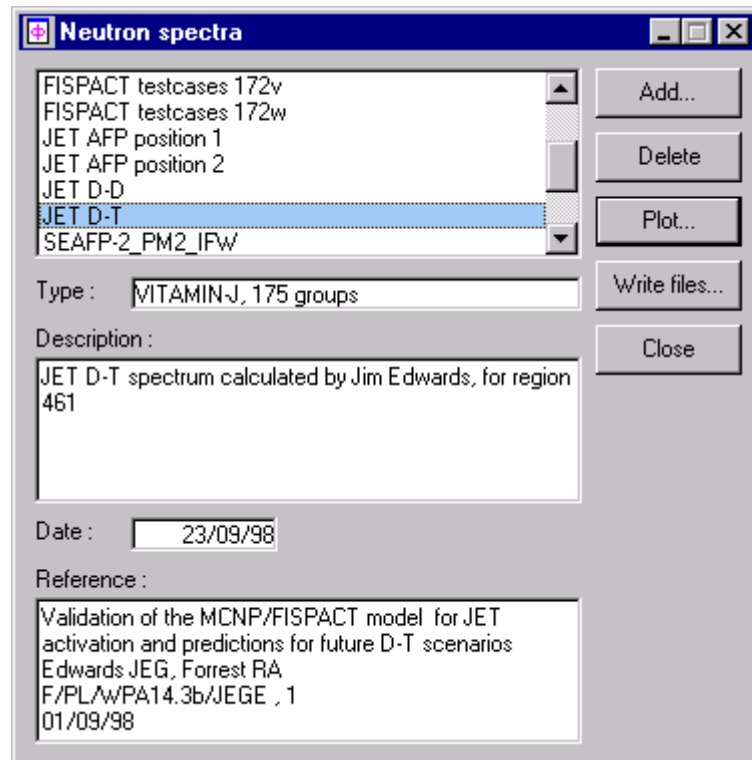 Neutron spectra
FISPACT testcases 172v
FISPACT testcases 172w
JET AFP position 1
JET AFP position 2
JET D-D
JET D-T
SEAFP-2_PM2_IFW
Add...
Delete
Plot...
Write files...
Close
Type :
VITAMIN-J, 175 groups
Description :
JET D-T spectrum calculated by Jim Edwards, for region
461
Date :
23/09/98
Reference :
Validation of the MCNP/FISPACT model for JET
activation and predictions for future D-T scenarios
Edwards JEG, Forrest RA
F/PL/WPA14.3b/JEGE , 1
01/09/98